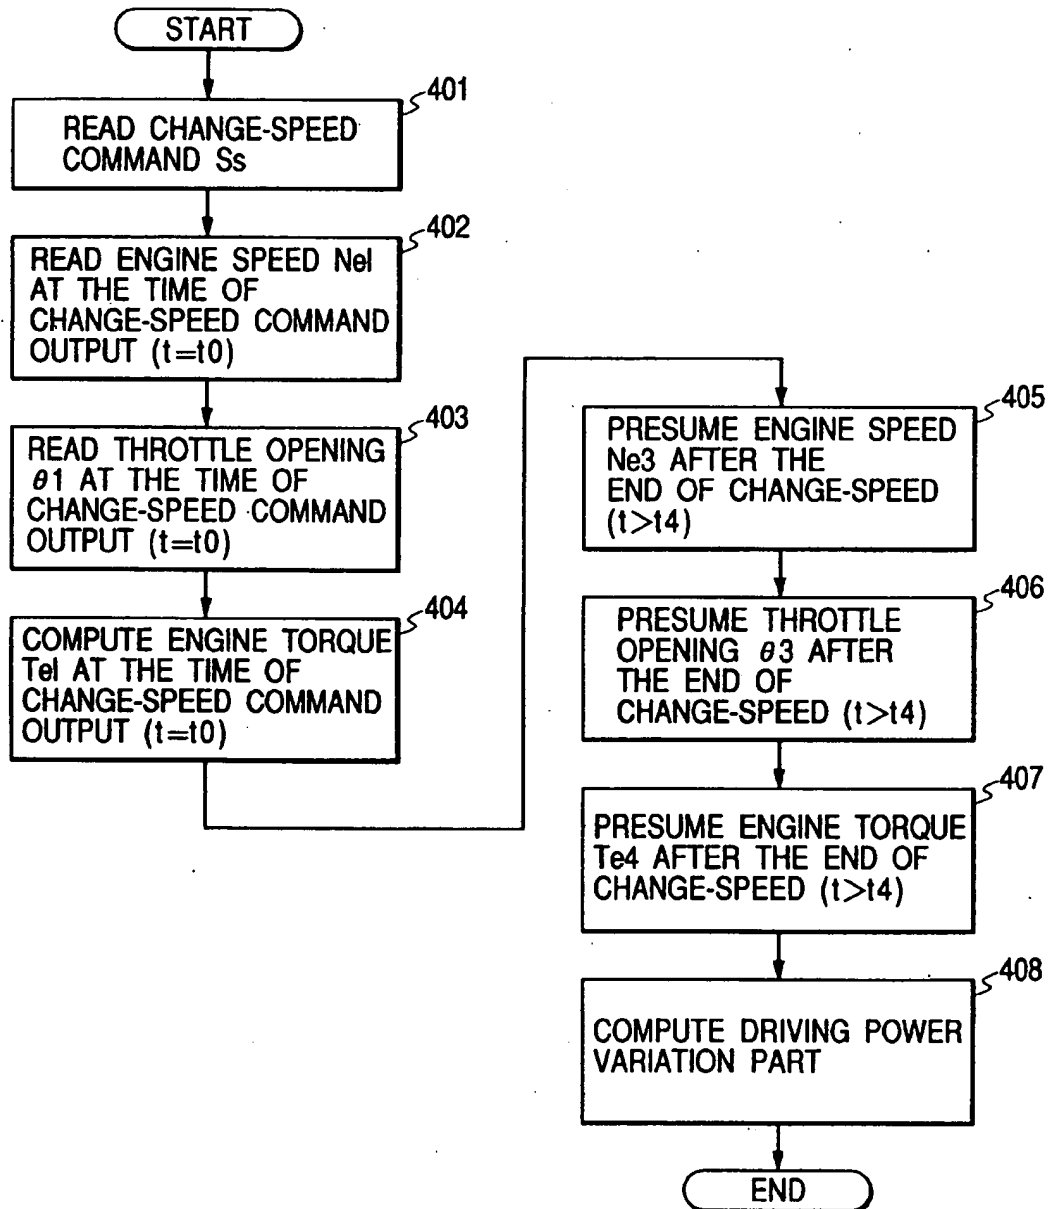 START
401
READ CHANGE-SPEED
COMMAND Ss
402
READ ENGINE SPEED Nel
AT THE TIME OF
CHANGE-SPEED COMMAND
OUTPUT (t=t0)
403
READ THROTTLE OPENING
θ1 AT THE TIME OF
CHANGE-SPEED COMMAND
OUTPUT (t=t0)
404
COMPUTE ENGINE TORQUE
Tel AT THE TIME OF
CHANGE-SPEED COMMAND
OUTPUT (t=t0)
405
PRESUME ENGINE SPEED
Ne3 AFTER THE
END OF CHANGE-SPEED
(t>t4)
406
PRESUME THROTTLE
OPENING θ3 AFTER
THE END OF
CHANGE-SPEED (t>t4)
407
PRESUME ENGINE TORQUE
Te4 AFTER THE END OF
CHANGE-SPEED (t>t4)
408
COMPUTE DRIVING POWER
VARIATION PART
END